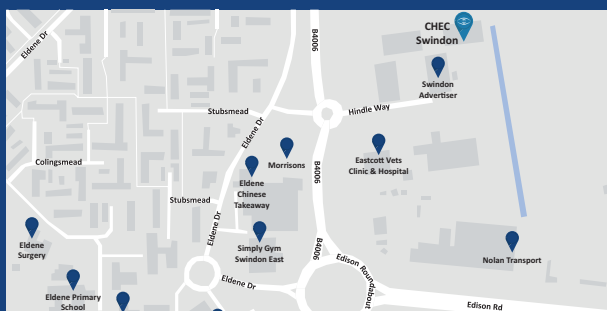 CHEC
Swindon
Eldene Dr
B4006
Swindon
Advertiser
Hindle Way
Stubsmead
Eldene Dr
Morrisons
Eastcott Vets
Clinic & Hospital
Colingsmead
B4006
Eldene
Chinese
Takeaway
Stubsmead
Eldene Dr
Simply Gym
Swindon East
B4006
Eldene
Surgery
Nolan Transport
Edison Roundabout
Eldene Dr
Eldene Primary
School
Edison Rd